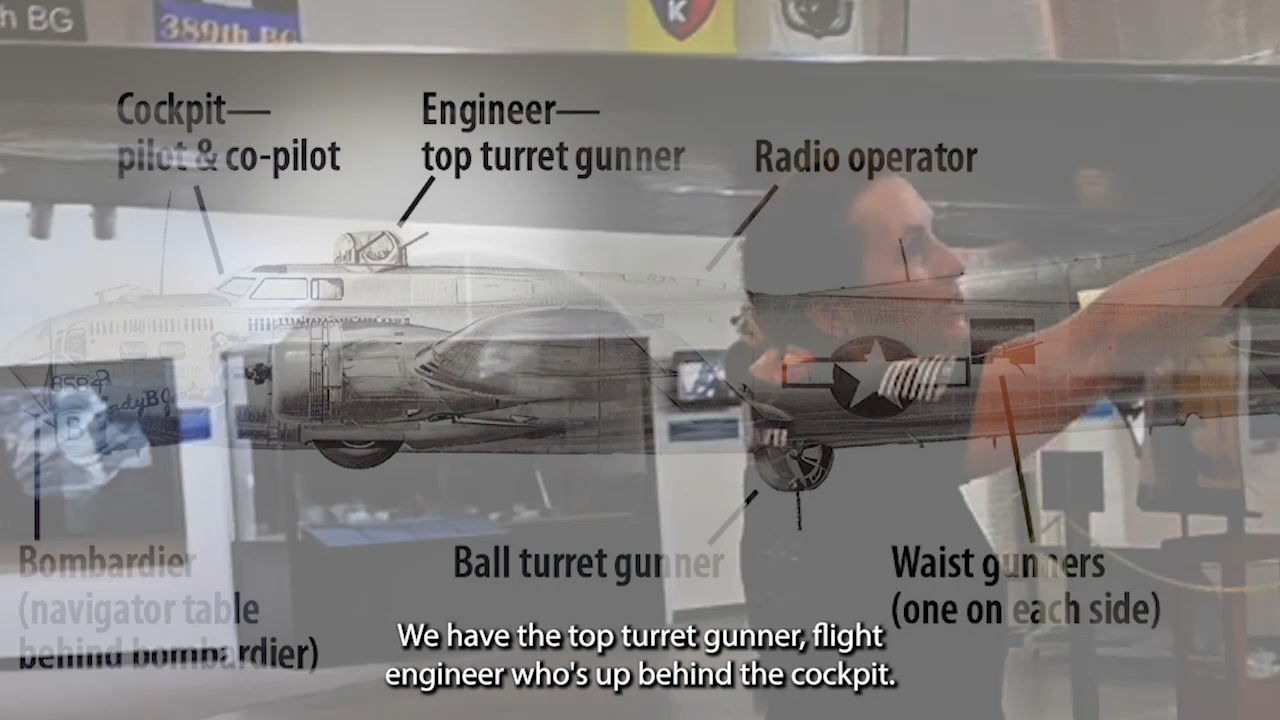 h BG
389th BG
K
Cockpit—
pilot & co-pilot
Engineer—
top turret gunner
Radio operator
Bombardier
(navigator table
behind bombardier)
Ball turret gunner
Waist gunners
(one on each side)
We have the top turret gunner, flight
engineer who's up behind the cockpit.